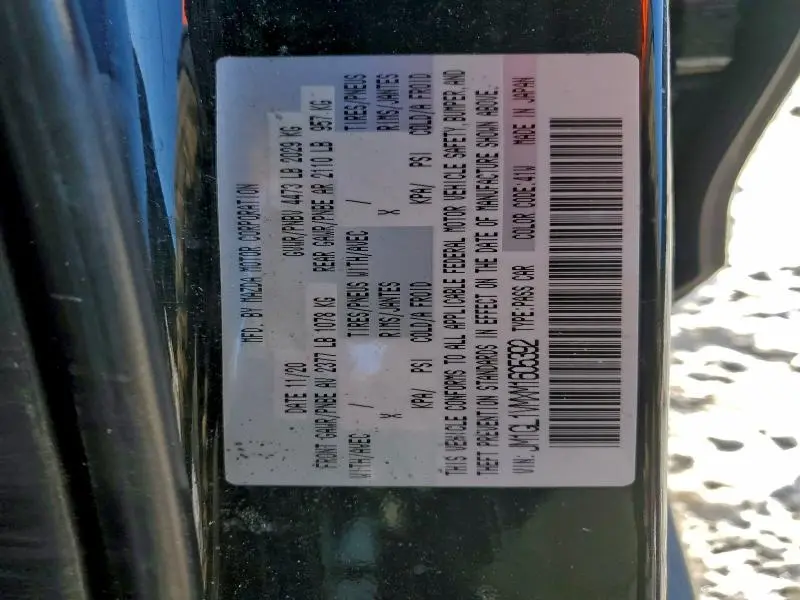 MFD. BY MAZDA MOTOR CORPORATION
DATE 11/20 GVWR/PNBV 4473 LB 2029 KG
FRONT GAWR/PNBE AV 2377 LB 1078 KG REAR GAWR/PNBE AR 2110 LB 957 KG
WITH/AVEC / TIRES/PNEUS WITH/AVEC / TIRES/PNEUS
X RIMS/JANTES X RIMS/JANTES
KPA/ PSI COLD/A FROID KPA/ PSI COLD/A FROID
THIS VEHICLE CONFORMS TO ALL APPLICABLE FEDERAL MOTOR VEHICLE SAFETY, BUMPER, AND
THEFT PREVENTION STANDARDS IN EFFECT ON THE DATE OF MANUFACTURE SHOWN ABOVE.
COLOR CODE:41W MADE IN JAPAN
VIN: TYPE:PASS CAR